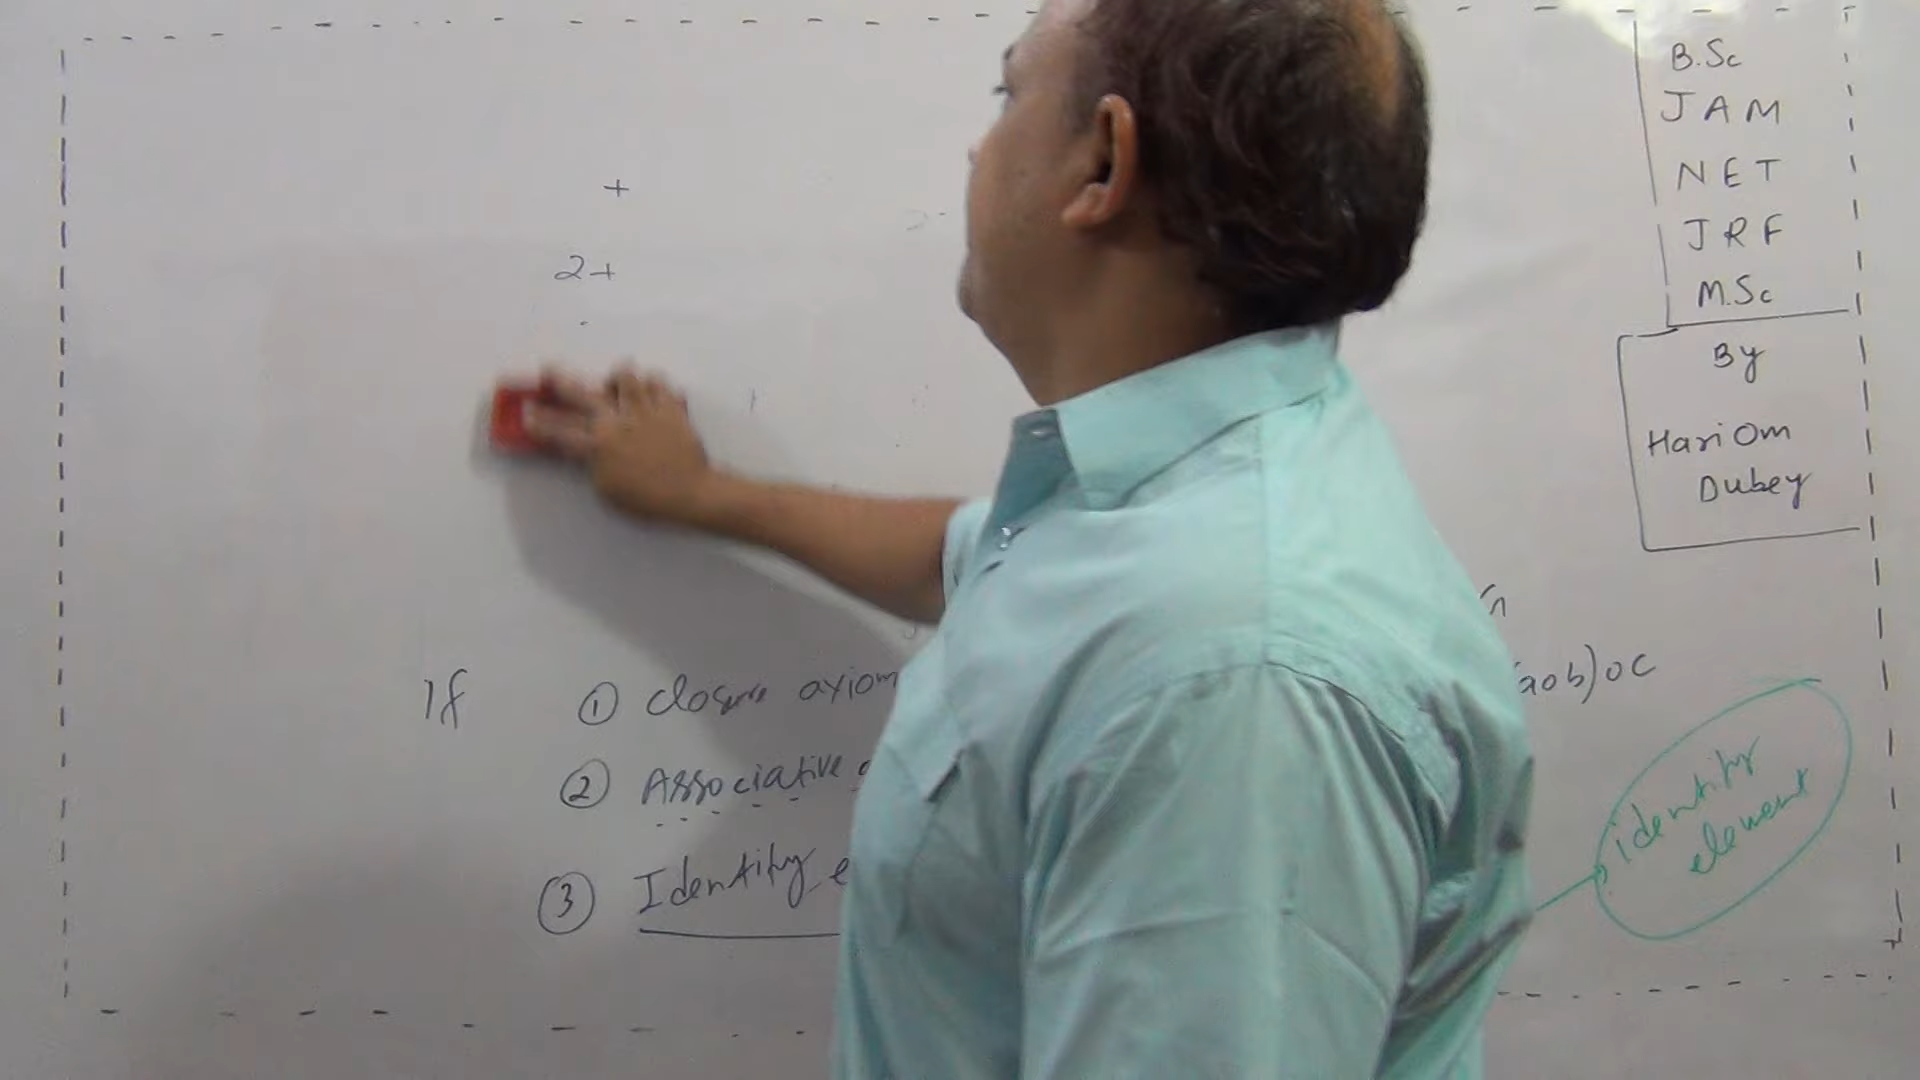 +
2+
If ① Closure axiom
② Associative
③ Identity
(aob)oc
identity
element
B.Sc
JAM
NET
JRF
M.Sc
By
HariOm
Dubey